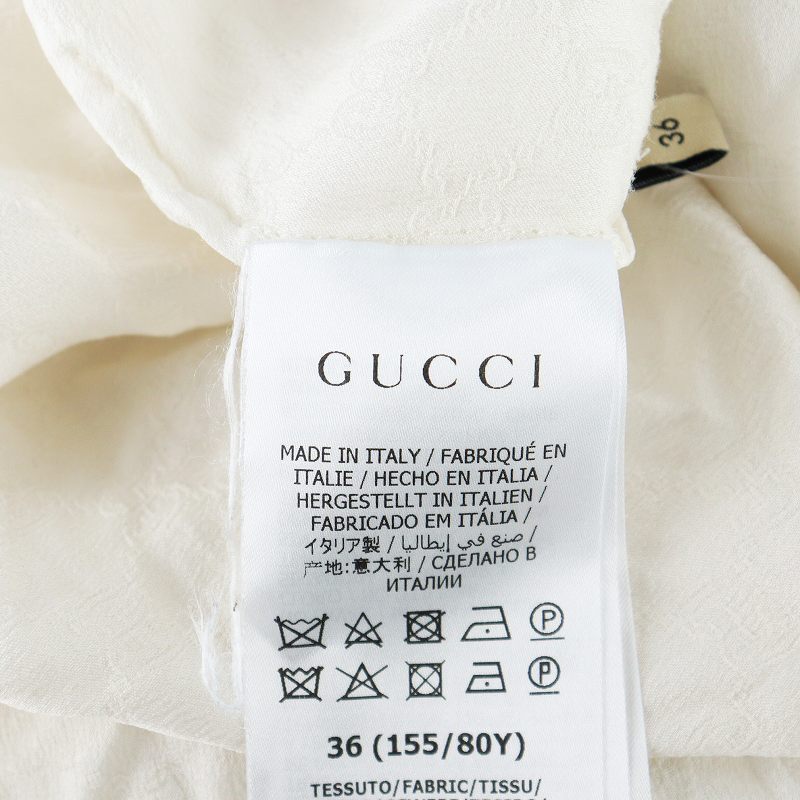 36
GUCCI
MADE IN ITALY / FABRIQUÉ EN
ITALIE / HECHO EN ITALIA /
HERGESTELLT IN ITALIEN /
FABRICADO EM ITÁLIA /
イタリア製 / صنع في إيطاليا /
产地:意大利 / СДЕЛАНО В
ИТАЛИИ
P
P
36 (155/80Y)
TESSUTO/FABRIC/TISSU/